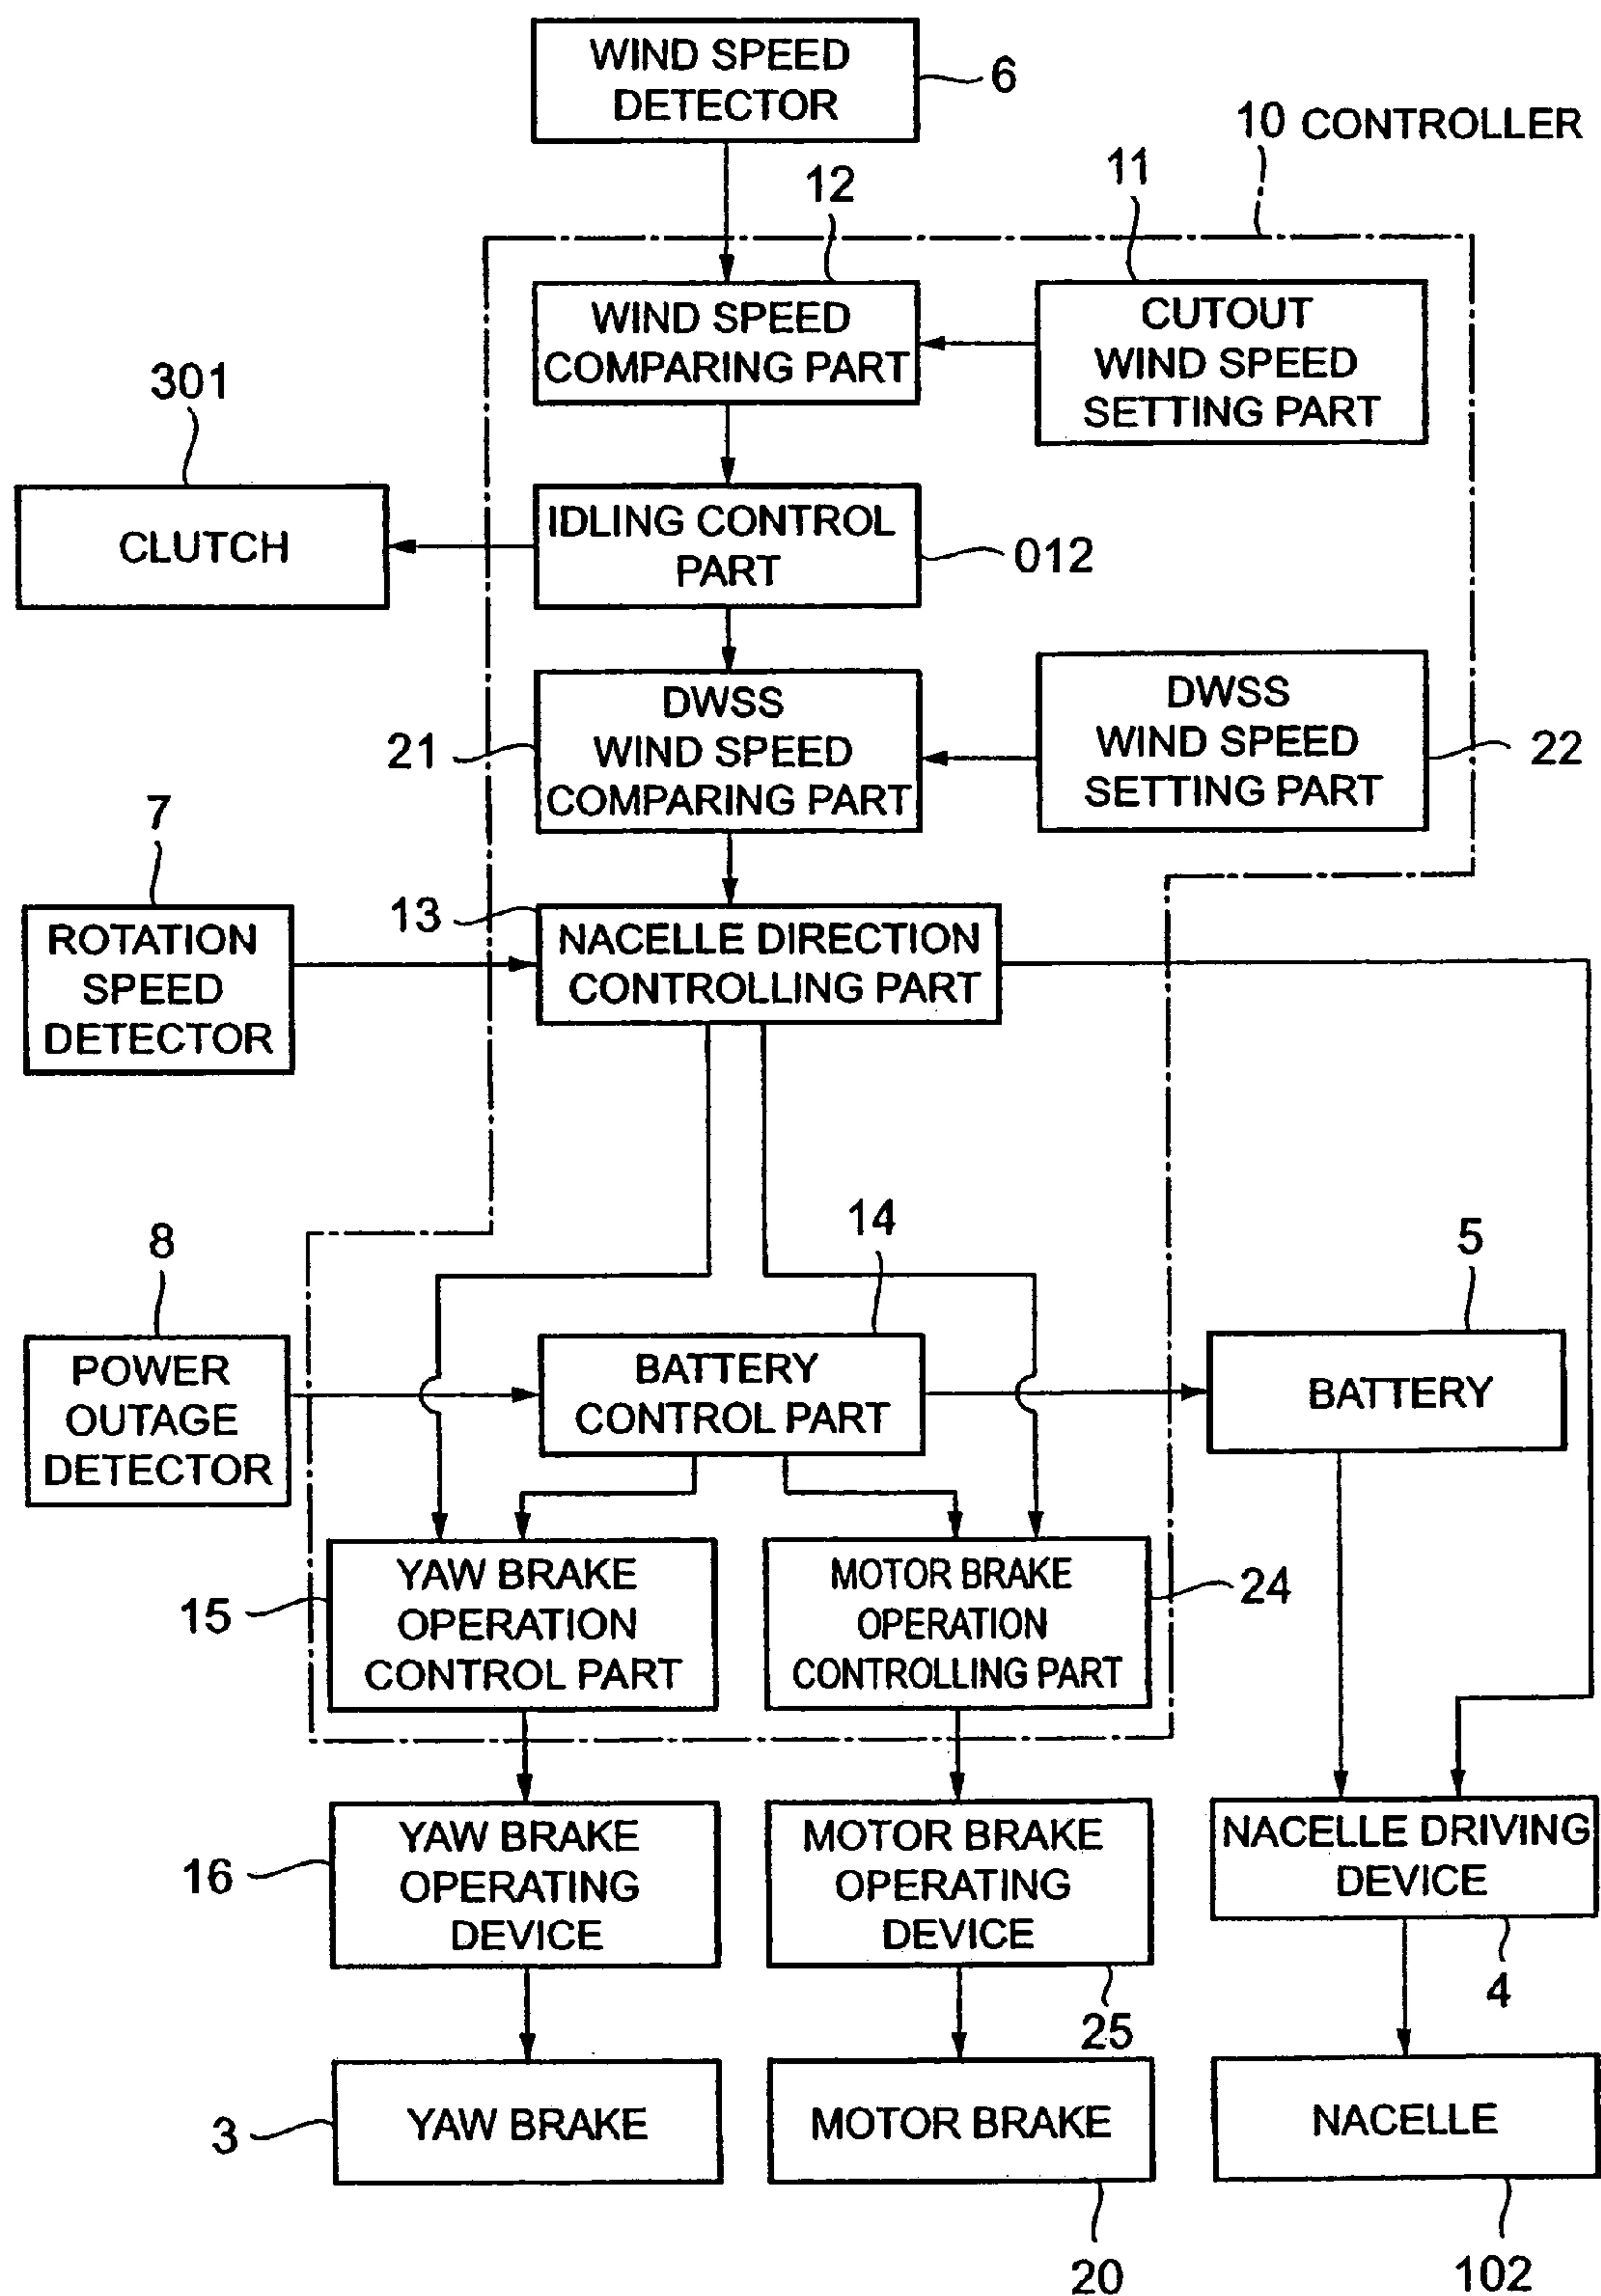 WIND SPEED
DETECTOR
6
10 CONTROLLER
12
11
WIND SPEED
COMPARING PART
CUTOUT
WIND SPEED
SETTING PART
301
CLUTCH
IDLING CONTROL
PART
012
DWSS
WIND SPEED
COMPARING PART
21
DWSS
WIND SPEED
SETTING PART
22
7
ROTATION
SPEED
DETECTOR
13
NACELLE DIRECTION
CONTROLLING PART
8
POWER
OUTAGE
DETECTOR
14
BATTERY
CONTROL PART
5
BATTERY
YAW BRAKE
OPERATION
CONTROL PART
15
MOTOR BRAKE
OPERATION
CONTROLLING PART
24
YAW BRAKE
OPERATING
DEVICE
16
MOTOR BRAKE
OPERATING
DEVICE
25
NACELLE DRIVING
DEVICE
4
3
YAW BRAKE
MOTOR BRAKE
20
NACELLE
102